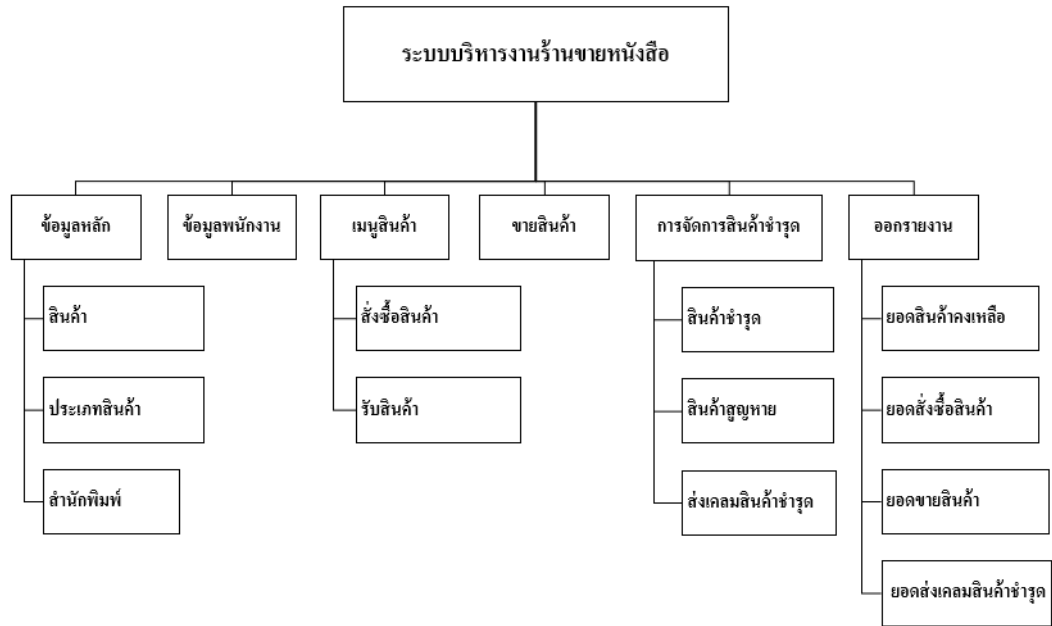 ระบบบริหารงานร้านขายหนังสือ
ข้อมูลหลัก
ข้อมูลพนักงาน
เมนูสินค้า
ขายสินค้า
การจัดการสินค้าชำรุด
ออกรายงาน
สินค้า
ประเภทสินค้า
สำนักพิมพ์
สั่งซื้อสินค้า
รับสินค้า
สินค้าชำรุด
สินค้าสูญหาย
ส่งเคลมสินค้าชำรุด
ยอดสินค้าคงเหลือ
ยอดสั่งซื้อสินค้า
ยอดขายสินค้า
ยอดส่งเคลมสินค้าชำรุด